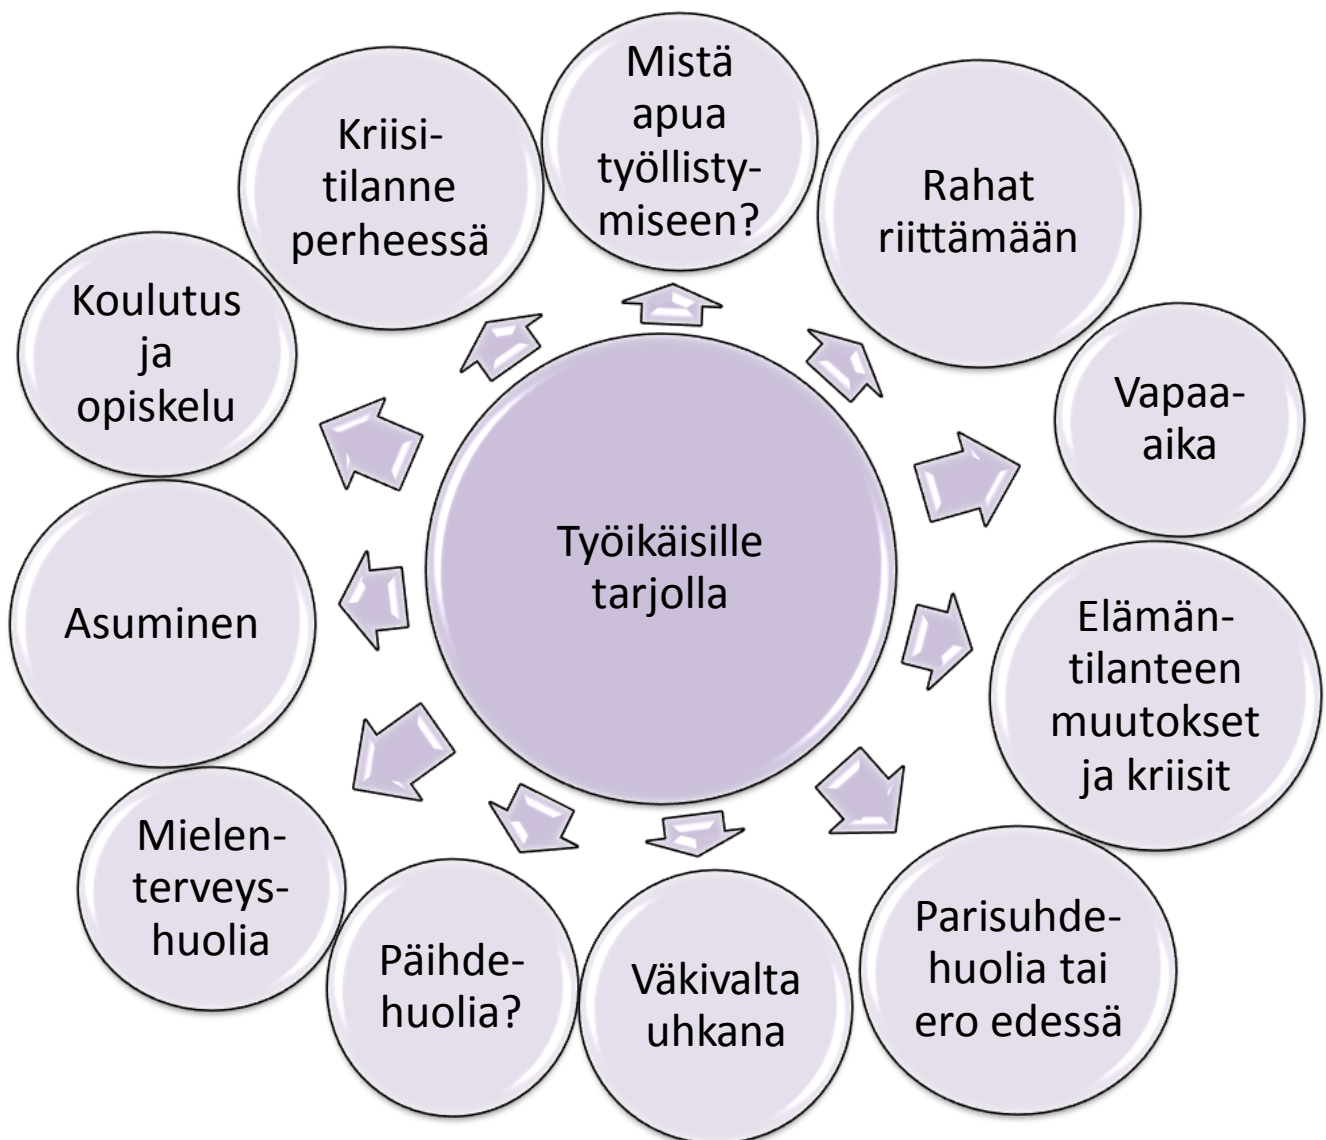 Mistä
apua
työllisty-
miseen?
Rahat
riittämään
Vapaa-
aika
Elämän-
tilanteen
muutokset
ja kriisit
Parisuhde-
huolia tai
ero edessä
Väkivalta
uhkana
Päihde-
huolia?
Mielen-
terveys-
huolia
Asuminen
Koulutus
ja
opiskelu
Kriisi-
tilanne
perheessä
Työikäisille
tarjolla